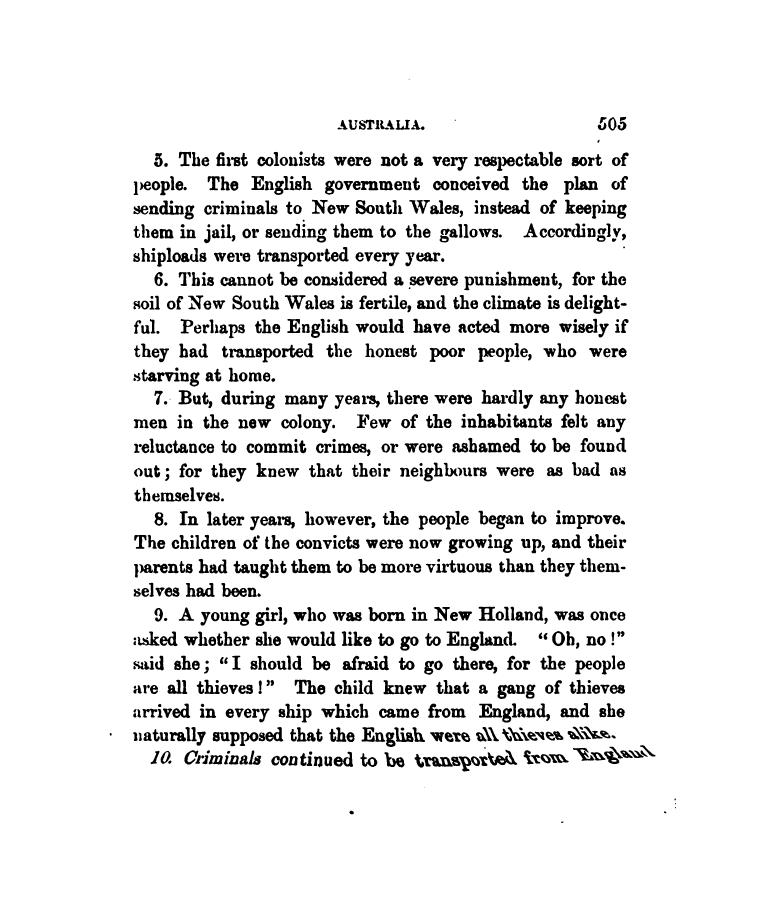 AUSTRALIA. 505
5. The first colonists were not a very respectable sort of
people. The English government conceived the plan of
sending criminals to New South Wales, instead of keeping
them in jail, or sending them to the gallows. Accordingly,
shiploads were transported every year.
6. This cannot be considered a severe punishment, for the
soil of New South Wales is fertile, and the climate is delight-
ful. Perhaps the English would have acted more wisely if
they had transported the honest poor people, who were
starving at home.
7. But, during many years, there were hardly any honest
men in the new colony. Few of the inhabitants felt any
reluctance to commit crimes, or were ashamed to be found
out; for they knew that their neighbours were as bad as
themselves.
8. In later years, however, the people began to improve.
The children of the convicts were now growing up, and their
parents had taught them to be more virtuous than they them-
selves had been.
9. A young girl, who was born in New Holland, was once
asked whether she would like to go to England. "Oh, no!"
said she; "I should be afraid to go there, for the people
are all thieves!" The child knew that a gang of thieves
arrived in every ship which came from England, and she
naturally supposed that the English were all thieves alike.
10. Criminals continued to be transported from England